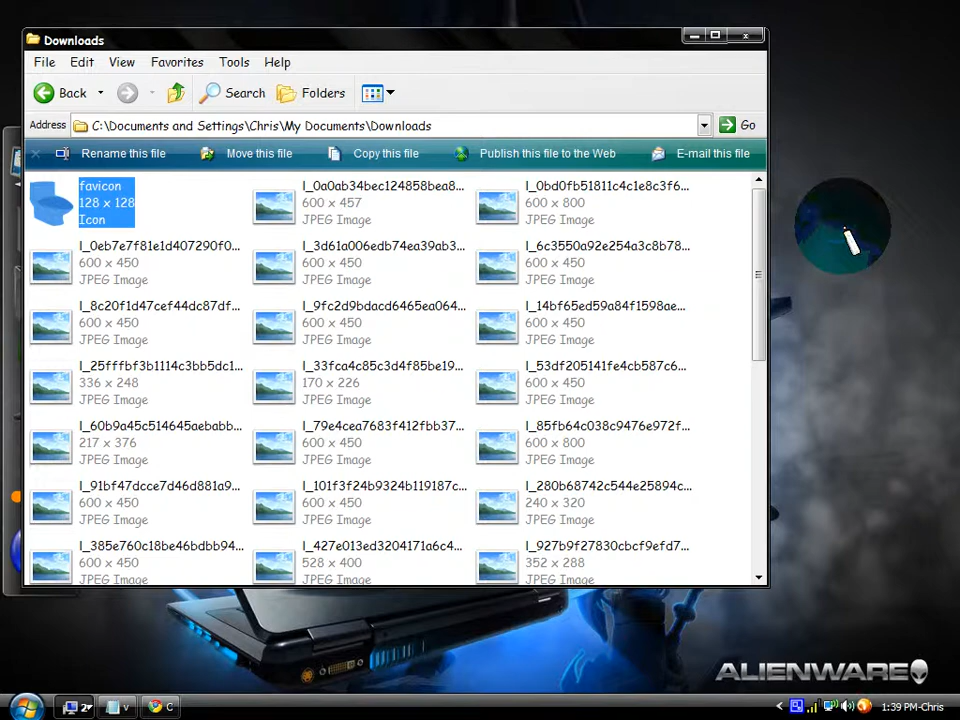 Downloads
File Edit View Favorites Tools Help
Back Search Folders
Address C:\Documents and Settings\Chris\My Documents\Downloads Go
Rename this file Move this file Copy this file Publish this file to the Web E-mail this file
favicon
128 x 128
Icon
l_0a0ab34bec124858bea8...
600 x 457
JPEG Image
l_0bd0fb51811c4c1e8c3f6...
600 x 800
JPEG Image
l_0eb7e7f81e1d407290f0...
600 x 450
JPEG Image
l_3d61a006edb74ea39ab3...
600 x 450
JPEG Image
l_6c3550a92e254a3c8b78...
600 x 450
JPEG Image
l_8c20f1d47cef44dc87df...
600 x 450
JPEG Image
l_9fc2d9bdacd6465ea064...
600 x 450
JPEG Image
l_14bf65ed59a84f1598ae...
600 x 450
JPEG Image
l_25fffbf3b1114c3bb5dc1...
336 x 248
JPEG Image
l_33fca4c85c3d4f85be19...
170 x 226
JPEG Image
l_53df205141fe4cb587c6...
600 x 450
JPEG Image
l_60b9a45c514645aebabb...
217 x 376
JPEG Image
l_79e4cea7683f412fbb37...
600 x 450
JPEG Image
l_85fb64c038c9476e972f...
600 x 800
JPEG Image
l_91bf47dcce7d46d881a9...
600 x 450
JPEG Image
l_101f3f24b9324b119187c...
600 x 450
JPEG Image
l_280b68742c544e25894c...
240 x 320
JPEG Image
l_385e760c18be46bdbb94...
600 x 450
JPEG Image
l_427e013ed3204171a6c4...
528 x 400
JPEG Image
l_927b9f27830cbcf9efd7...
352 x 288
JPEG Image
ALIENWARE
2 v C
1:39 PM-Chris